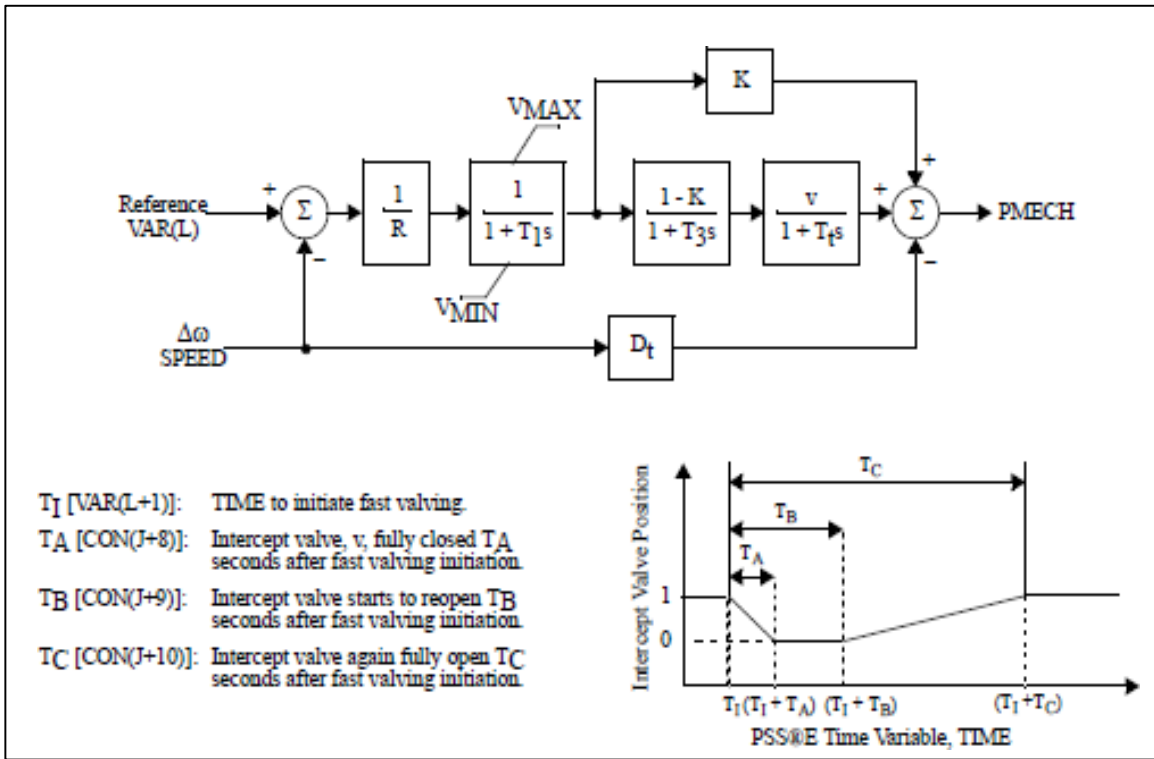 K
VMAX
Reference
VAR(L)
+
Σ
−
1
R
1
1 + T1s
VMIN
1 - K
1 + T3s
v
1 + Tts
+
+
Σ
−
PMECH
Δω
SPEED
Dt
TI [VAR(L+1)]: TIME to initiate fast valving.
TA [CON(J+8)]: Intercept valve, v, fully closed TA
seconds after fast valving initiation.
TB [CON(J+9)]: Intercept valve starts to reopen TB
seconds after fast valving initiation.
TC [CON(J+10)]: Intercept valve again fully open TC
seconds after fast valving initiation.
Intercept Valve Position
TC
TB
TA
1
0
TI (TI + TA) (TI + TB) (TI +TC)
PSS®E Time Variable, TIME